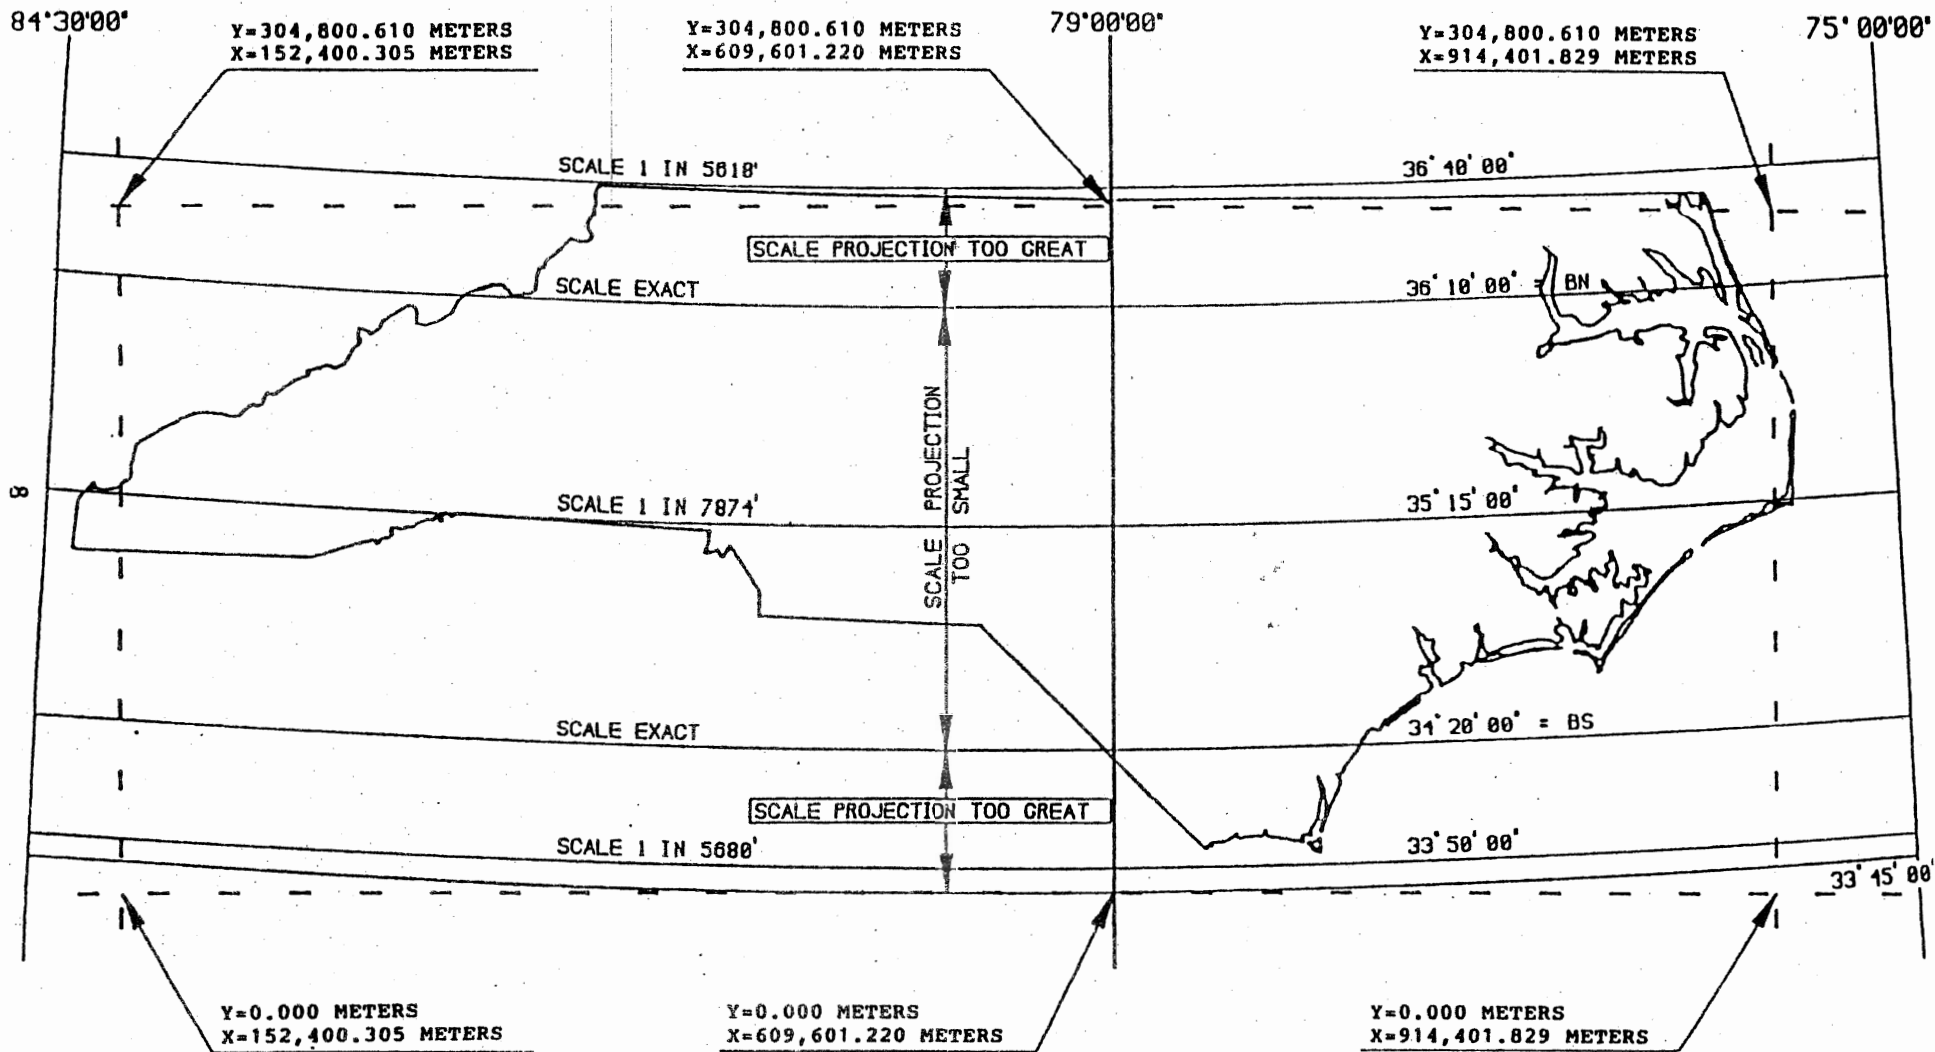 84°30'00"
79°00'00"
75°00'00"
Y=304,800.610 METERS
X=152,400.305 METERS
Y=304,800.610 METERS
X=609,601.220 METERS
Y=304,800.610 METERS
X=914,401.829 METERS
SCALE 1 IN 5618'
36°40'00"
SCALE PROJECTION TOO GREAT
SCALE EXACT
36°10'00" = BN
SCALE PROJECTION
TOO SMALL
8
SCALE 1 IN 7874'
35°15'00"
SCALE EXACT
34°20'00" = BS
SCALE PROJECTION TOO GREAT
SCALE 1 IN 5680'
33°50'00"
33°45'00"
Y=0.000 METERS
X=152,400.305 METERS
Y=0.000 METERS
X=609,601.220 METERS
Y=0.000 METERS
X=914,401.829 METERS